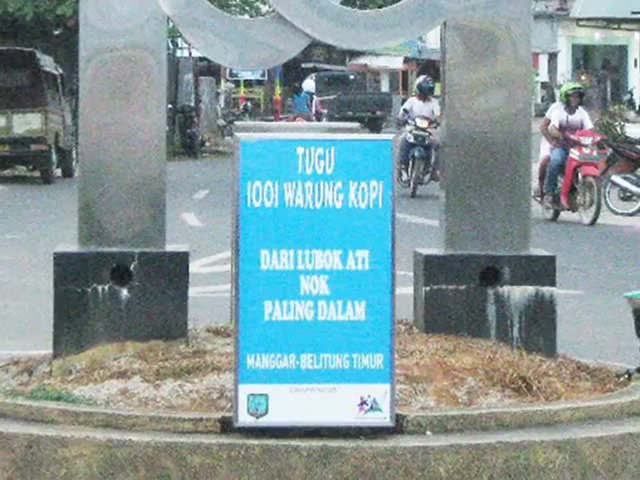 TUGU
1001 WARUNG KOPI
DARI LUBOK ATI
NOK
PALING DALAM
MANGGAR-BELITUNG TIMUR